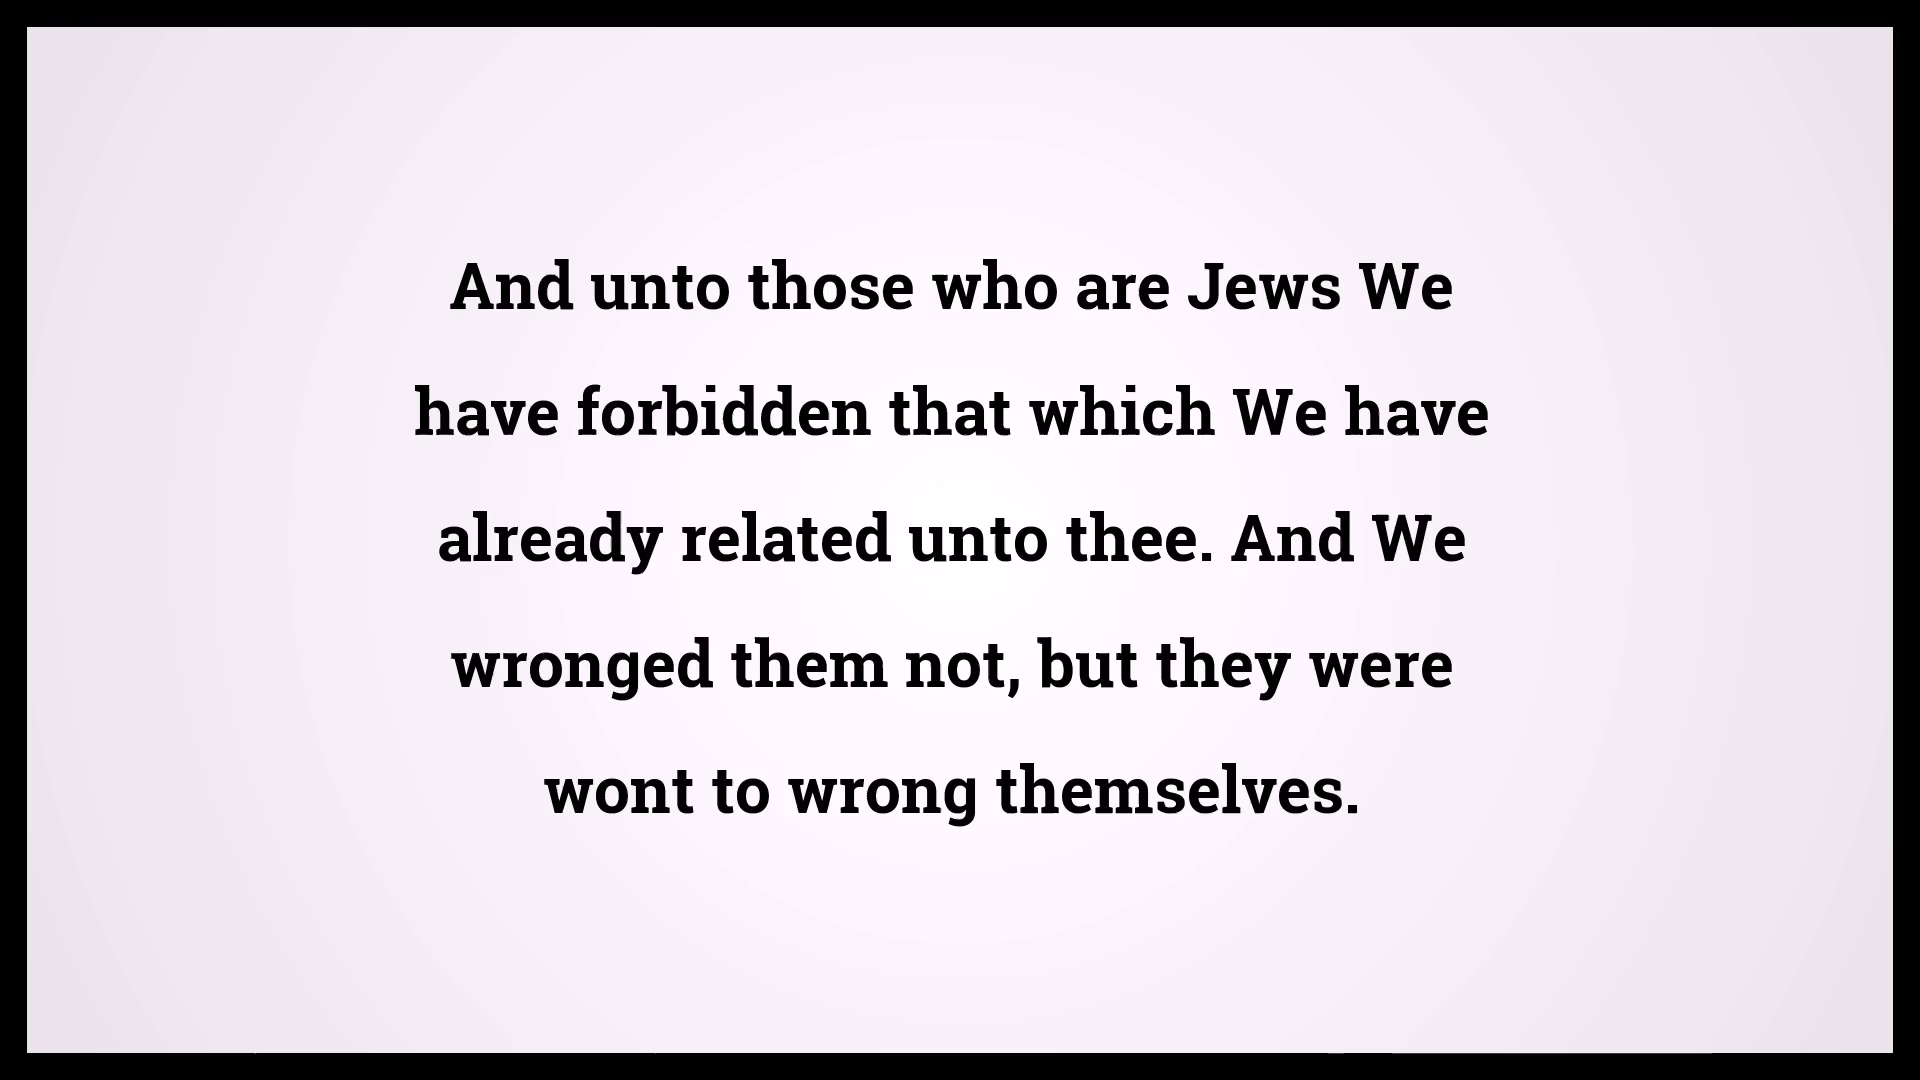 And unto those who are Jews We
have forbidden that which We have
already related unto thee. And We
wronged them not, but they were
wont to wrong themselves.